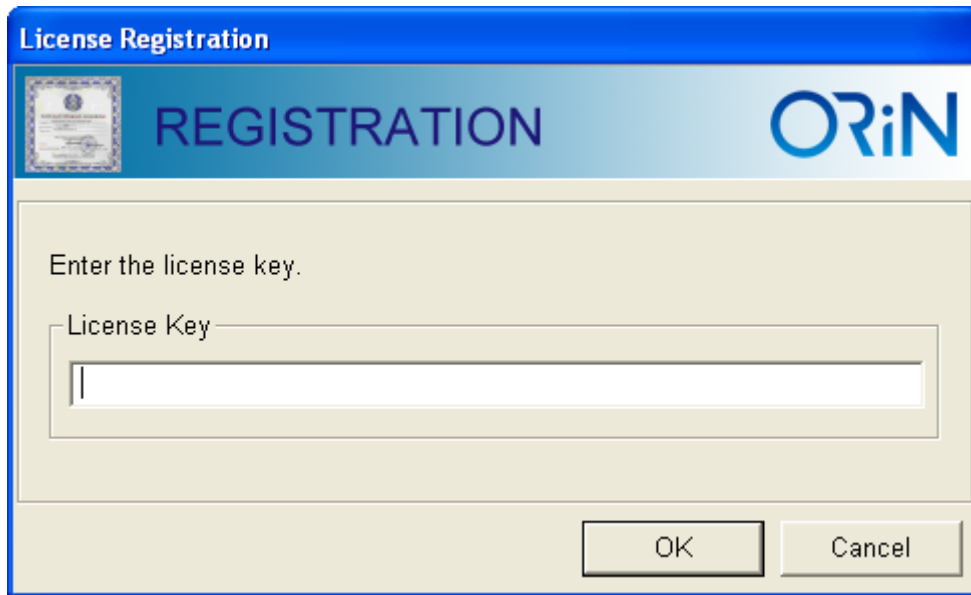 License Registration
REGISTRATION
ORiN
Enter the license key.
License Key
OK
Cancel